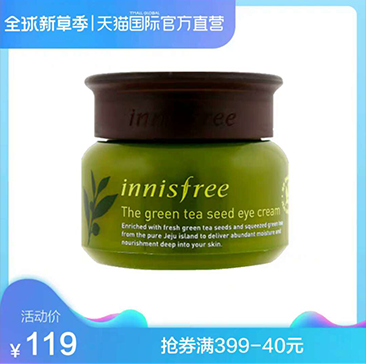 TMALL GLOBAL
全球新草季 | 天猫国际官方直营
innisfree
innisfree
The green tea seed eye cream
Enriched with fresh green tea seeds and squeezed green tea
from the pure Jeju island to deliver abundant moisture and
nourishment deep into your skin.
活动价
¥119
抢券满399-40元